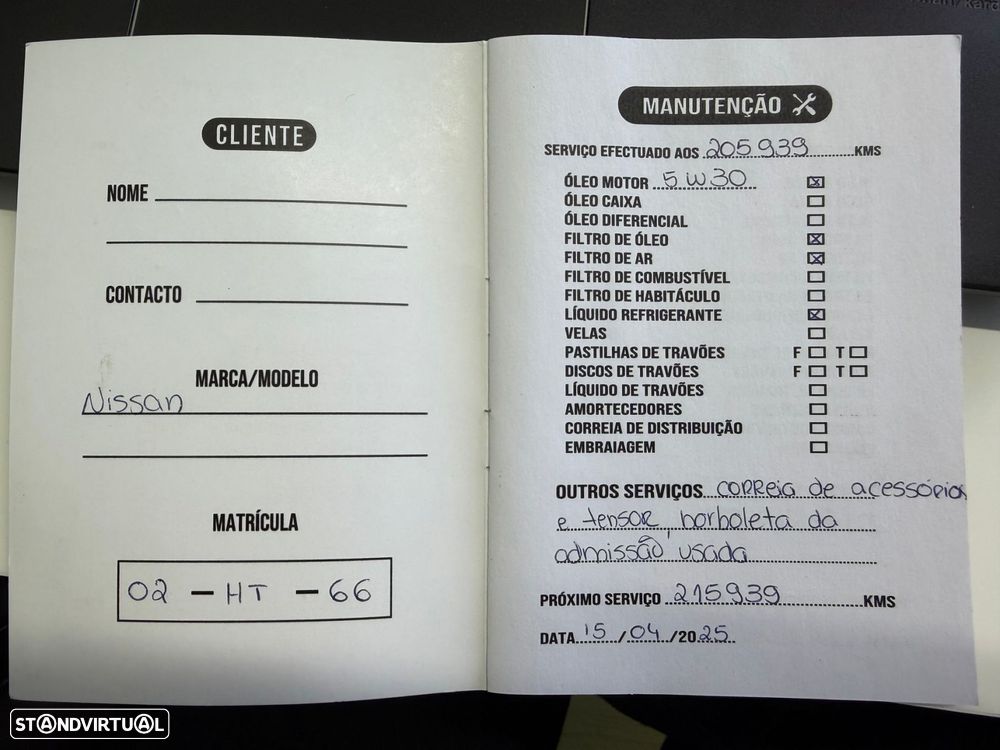 CLIENTE
NOME
CONTACTO
MARCA/MODELO
Nissan
MATRÍCULA
02 - HT - 66
MANUTENÇÃO
SERVIÇO EFECTUADO AOS 205939 KMS
ÓLEO MOTOR 5W30 ☒
ÓLEO CAIXA ☐
ÓLEO DIFERENCIAL ☐
FILTRO DE ÓLEO ☒
FILTRO DE AR ☒
FILTRO DE COMBUSTÍVEL ☐
FILTRO DE HABITÁCULO ☐
LÍQUIDO REFRIGERANTE ☒
VELAS ☐
PASTILHAS DE TRAVÕES F ☐ T ☐
DISCOS DE TRAVÕES F ☐ T ☐
LÍQUIDO DE TRAVÕES ☐
AMORTECEDORES ☐
CORREIA DE DISTRIBUIÇÃO ☐
EMBRAIAGEM ☐
OUTROS SERVIÇOS correia de acessórios
e tensor, borboleta da
admissão usada
PRÓXIMO SERVIÇO 215939 KMS
DATA 15/04/2025
STANDVIRTUAL